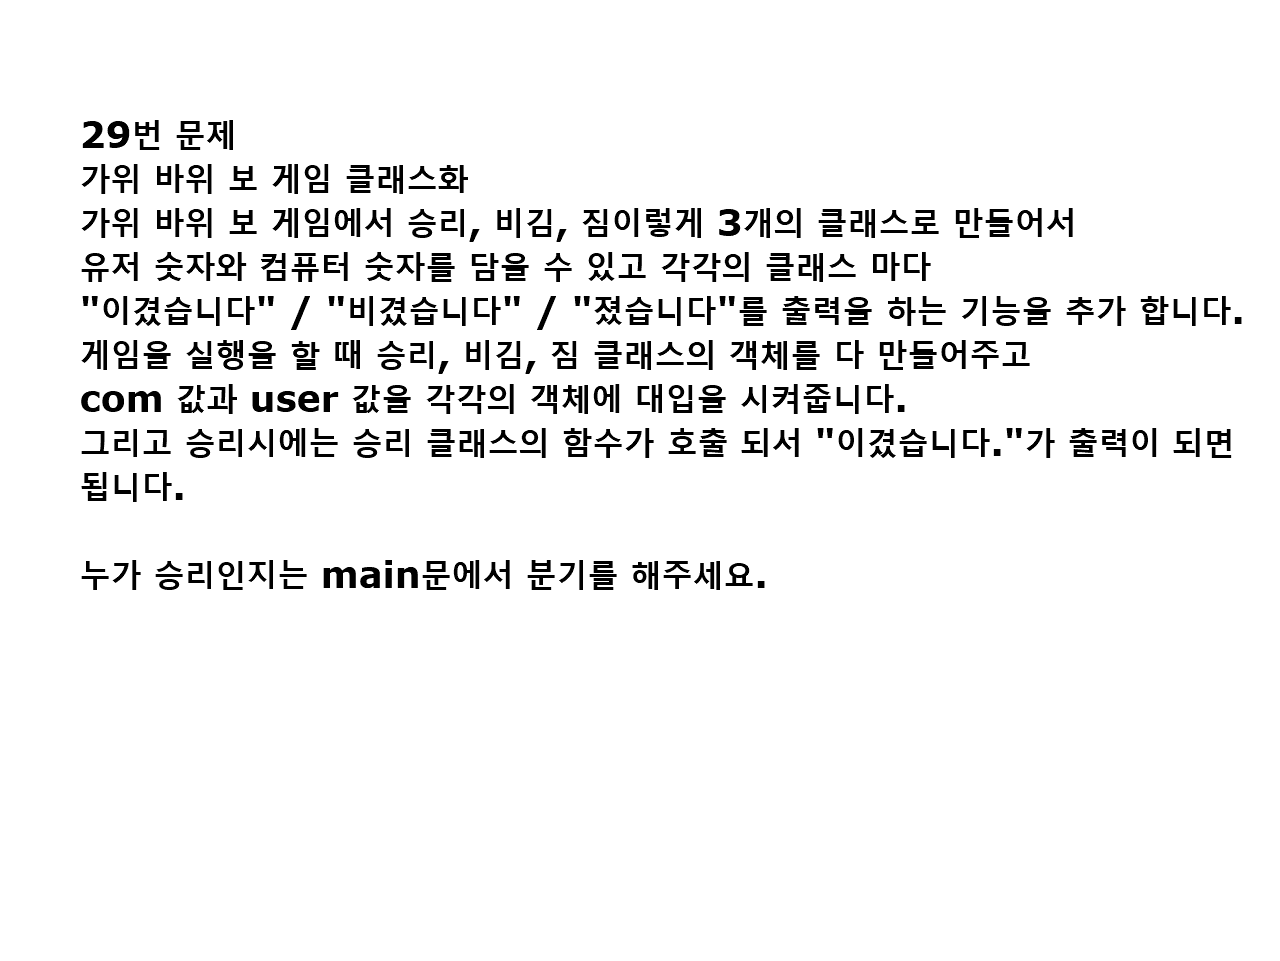 29번 문제
가위 바위 보 게임 클래스화
가위 바위 보 게임에서 승리, 비김, 짐이렇게 3개의 클래스로 만들어서
유저 숫자와 컴퓨터 숫자를 담을 수 있고 각각의 클래스 마다
"이겼습니다" / "비겼습니다" / "졌습니다"를 출력을 하는 기능을 추가 합니다.
게임을 실행을 할 때 승리, 비김, 짐 클래스의 객체를 다 만들어주고
com 값과 user 값을 각각의 객체에 대입을 시켜줍니다.
그리고 승리시에는 승리 클래스의 함수가 호출 되서 "이겼습니다."가 출력이 되면
됩니다.
누가 승리인지는 main문에서 분기를 해주세요.